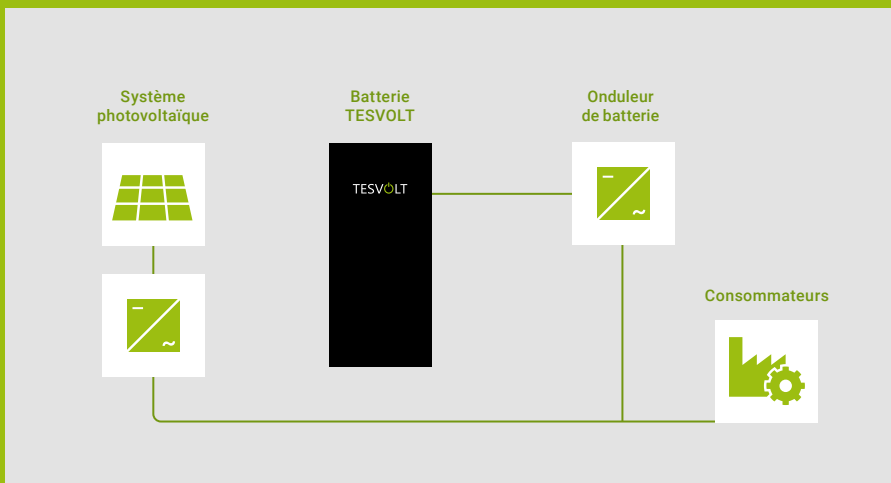 Système
photovoltaïque
Batterie
TESVOLT
Onduleur
de batterie
TESVOLT
Consommateurs